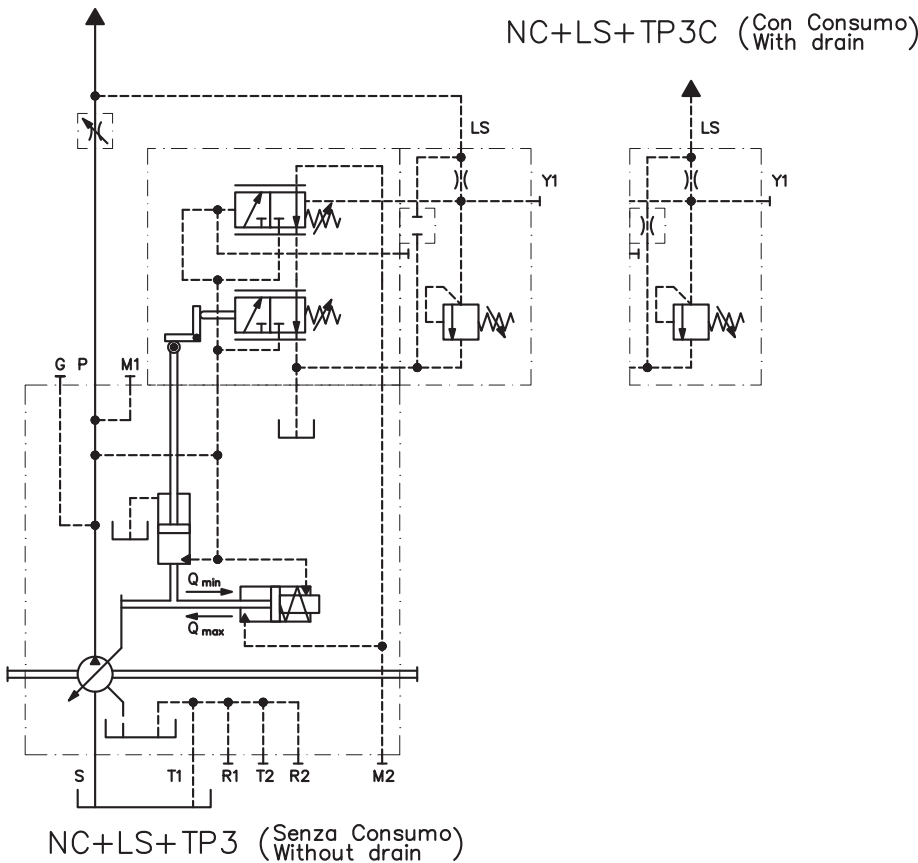 NC+LS+TP3C (Con Consumo)
With drain
LS
Y1
LS
Y1
G P M1
Q min
Q max
S T1 R1 T2 R2 M2
NC+LS+TP3 (Senza Consumo)
Without drain